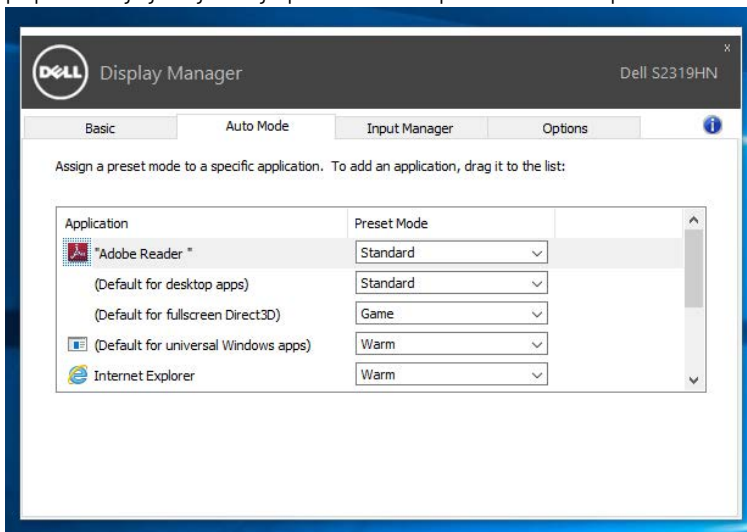 DELL Display Manager
x
Dell S2319HN
Basic Auto Mode Input Manager Options
Assign a preset mode to a specific application. To add an application, drag it to the list:
Application Preset Mode
"Adobe Reader " Standard
(Default for desktop apps) Standard
(Default for fullscreen Direct3D) Game
(Default for universal Windows apps) Warm
Internet Explorer Warm